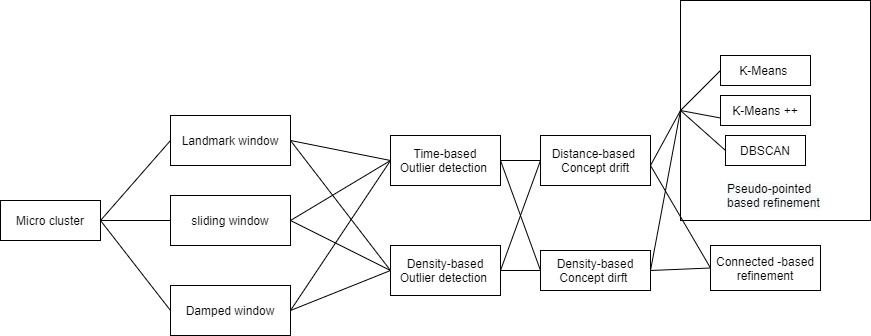 Micro cluster
Landmark window
sliding window
Damped window
Time-based
Outlier detection
Density-based
Outlier detection
Distance-based
Concept drift
Density-based
Concept dirft
K-Means
K-Means ++
DBSCAN
Pseudo-pointed
based refinement
Connected -based
refinement